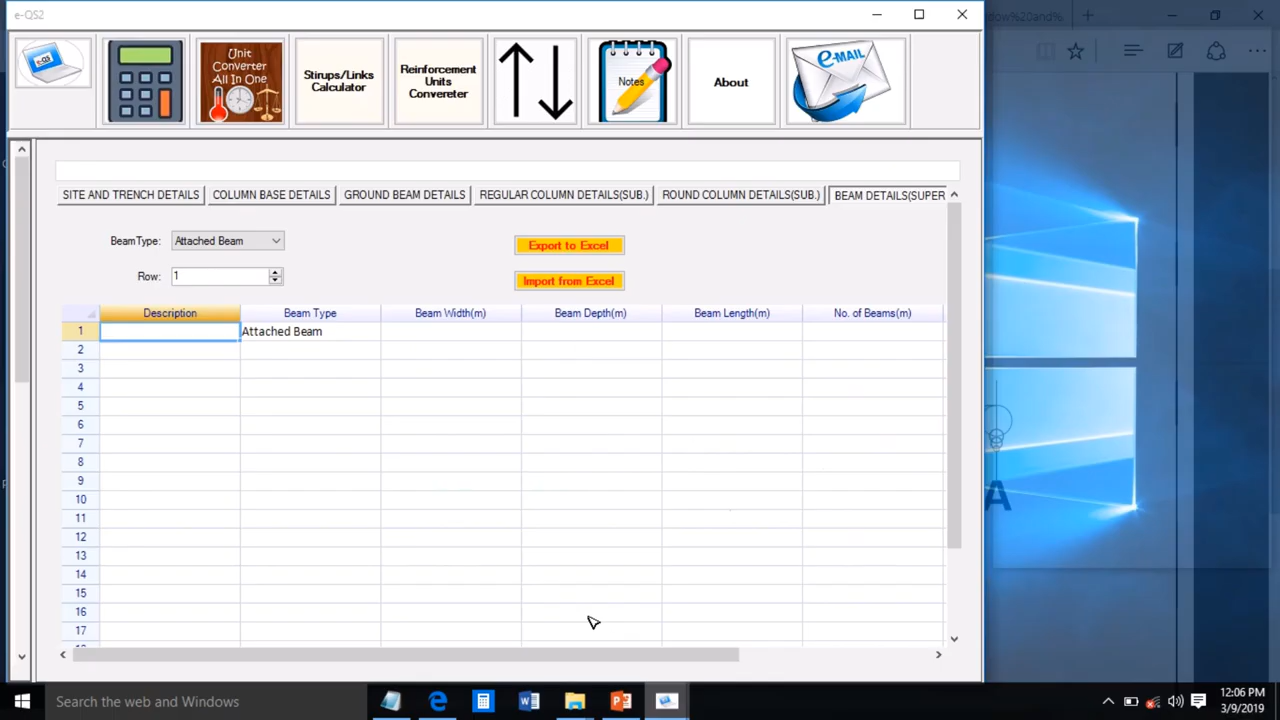 e-QS2
dow%20and%
Unit
Converter
All In One
Stirups/Links
Calculator
Reinforcement
Units
Convereter
Notes
About
e-MAIL
SITE AND TRENCH DETAILS
COLUMN BASE DETAILS
GROUND BEAM DETAILS
REGULAR COLUMN DETAILS(SUB.)
ROUND COLUMN DETAILS(SUB.)
BEAM DETAILS(SUPER
BeamType: Attached Beam
Export to Excel
Row: 1
Import from Excel
Description Beam Type Beam Width(m) Beam Depth(m) Beam Length(m) No. of Beams(m)
1 Attached Beam
2
3
4
5
6
7
8
9
10
11
12
13
14
15
16
17
A
Search the web and Windows
12:06 PM
3/9/2019